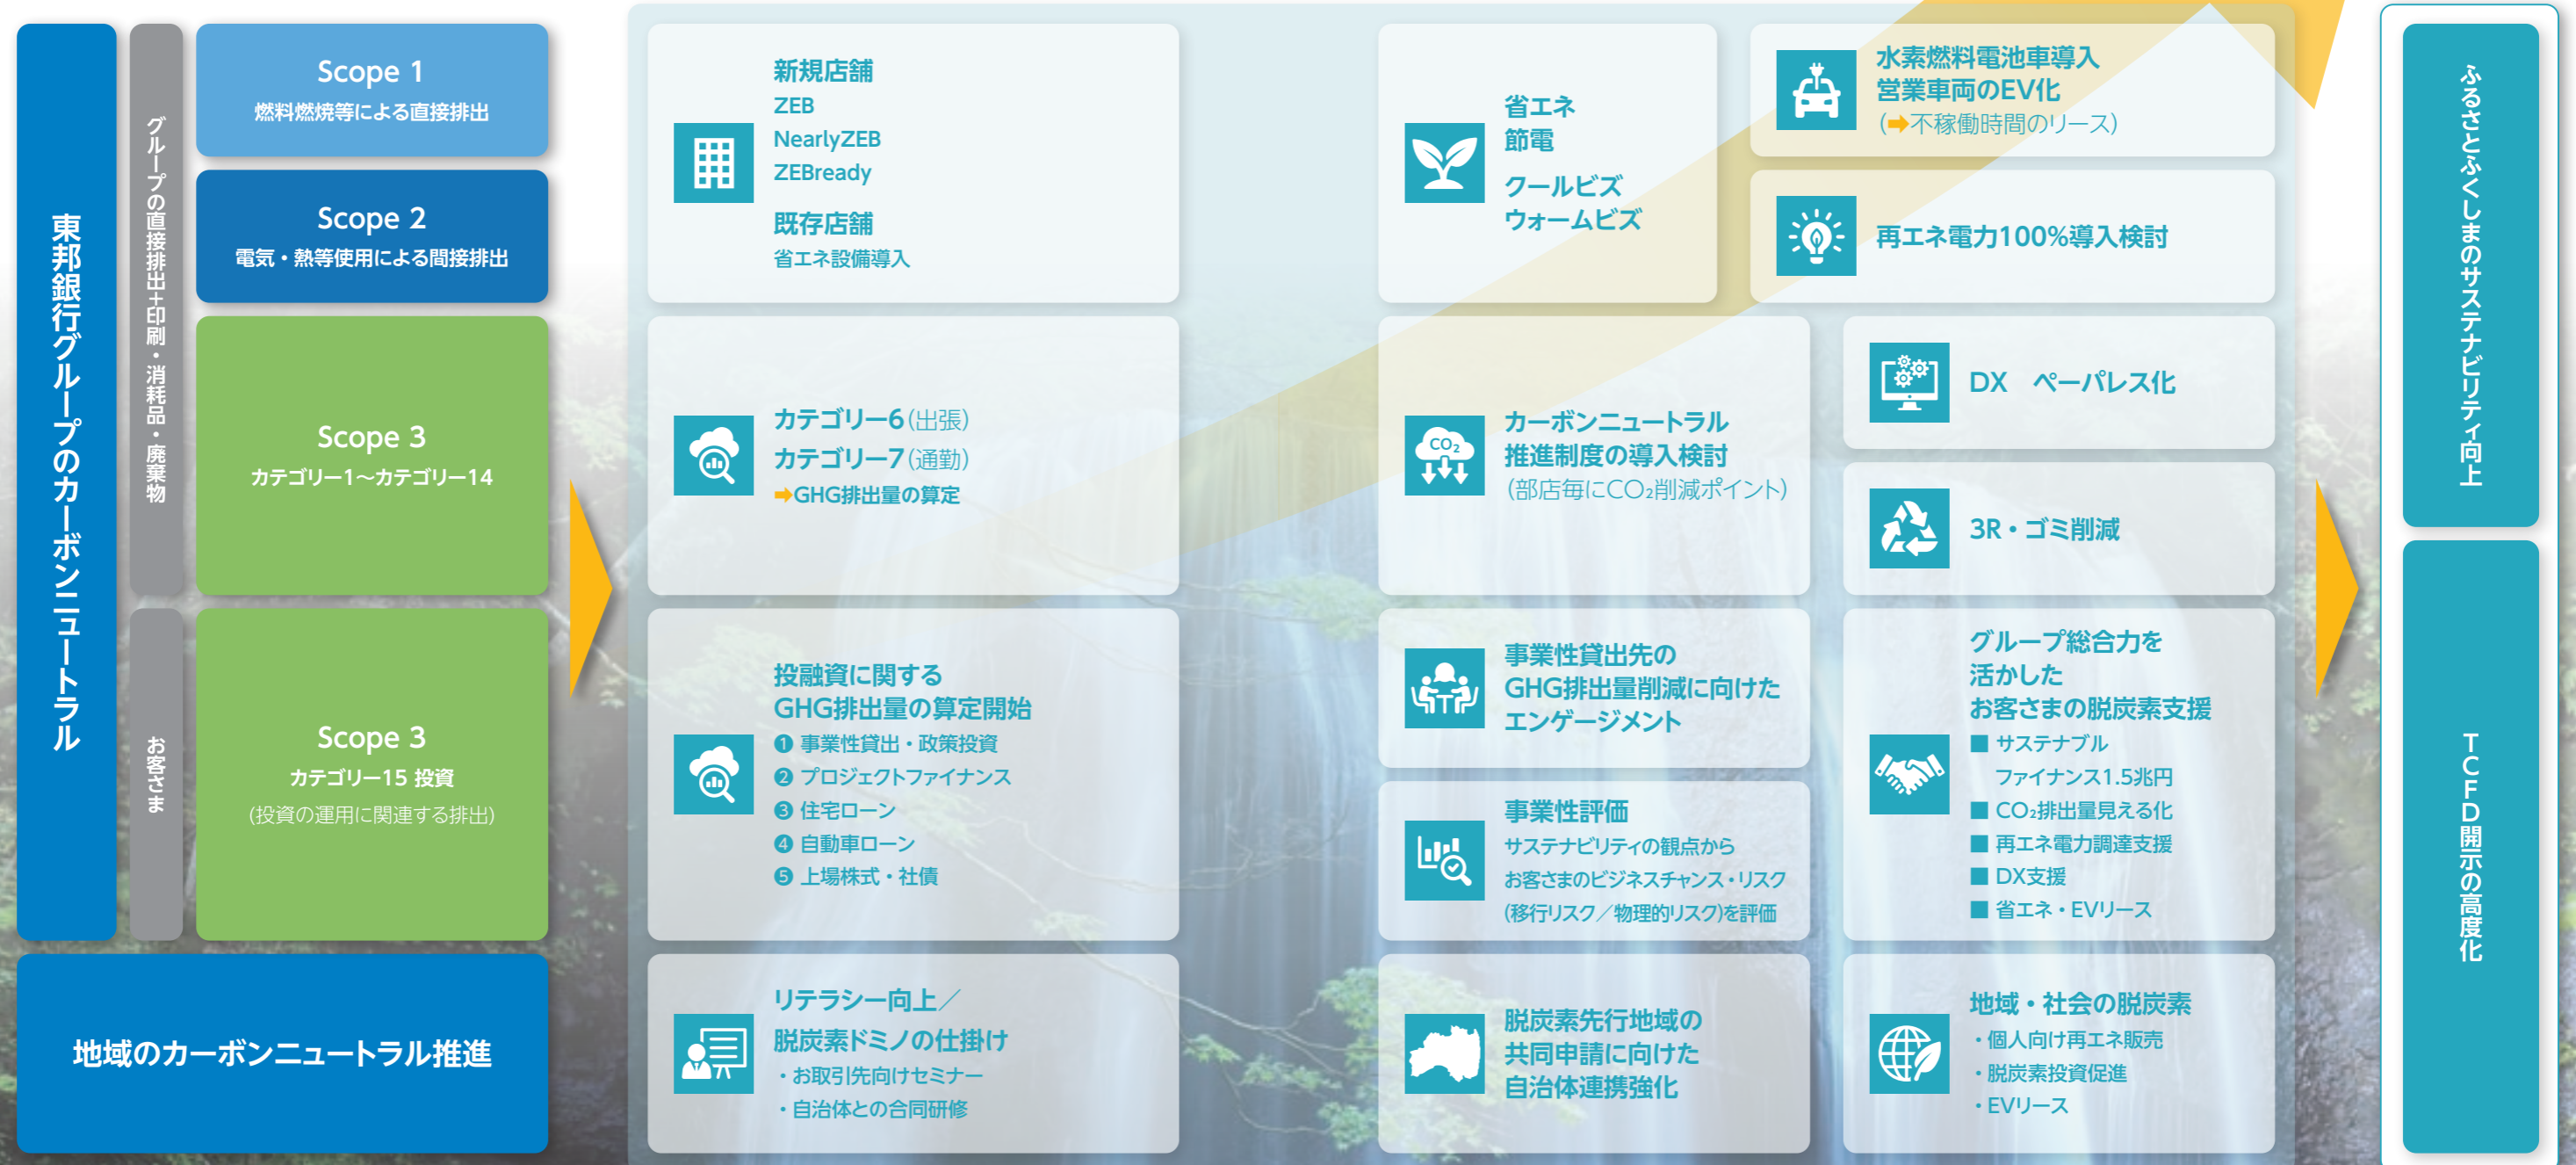 東邦銀行グループのカーボンニュートラル
グループの直接排出＋印刷・消耗品・廃棄物
Scope 1
燃料燃焼等による直接排出
Scope 2
電気・熱等使用による間接排出
Scope 3
カテゴリー1～カテゴリー14
お客さま
Scope 3
カテゴリー15 投資
(投資の運用に関連する排出)
地域のカーボンニュートラル推進
新規店舗
ZEB
NearlyZEB
ZEBready
既存店舗
省エネ設備導入
省エネ
節電
クールビズ
ウォームビズ
水素燃料電池車導入
営業車両のEV化
(➡不稼働時間のリース)
再エネ電力100%導入検討
カテゴリー6(出張)
カテゴリー7(通勤)
➡GHG排出量の算定
CO₂
カーボンニュートラル
推進制度の導入検討
(部店毎にCO₂削減ポイント)
DX　ペーパレス化
3R・ゴミ削減
投融資に関する
GHG排出量の算定開始
❶ 事業性貸出・政策投資
❷ プロジェクトファイナンス
❸ 住宅ローン
❹ 自動車ローン
❺ 上場株式・社債
事業性貸出先の
GHG排出量削減に向けた
エンゲージメント
事業性評価
サステナビリティの観点から
お客さまのビジネスチャンス・リスク
(移行リスク／物理的リスク)を評価
グループ総合力を
活かした
お客さまの脱炭素支援
■ サステナブル
ファイナンス1.5兆円
■ CO₂排出量見える化
■ 再エネ電力調達支援
■ DX支援
■ 省エネ・EVリース
リテラシー向上／
脱炭素ドミノの仕掛け
・お取引先向けセミナー
・自治体との合同研修
脱炭素先行地域の
共同申請に向けた
自治体連携強化
地域・社会の脱炭素
・個人向け再エネ販売
・脱炭素投資促進
・EVリース
ふるさとふくしまのサステナビリティ向上
TCFD開示の高度化